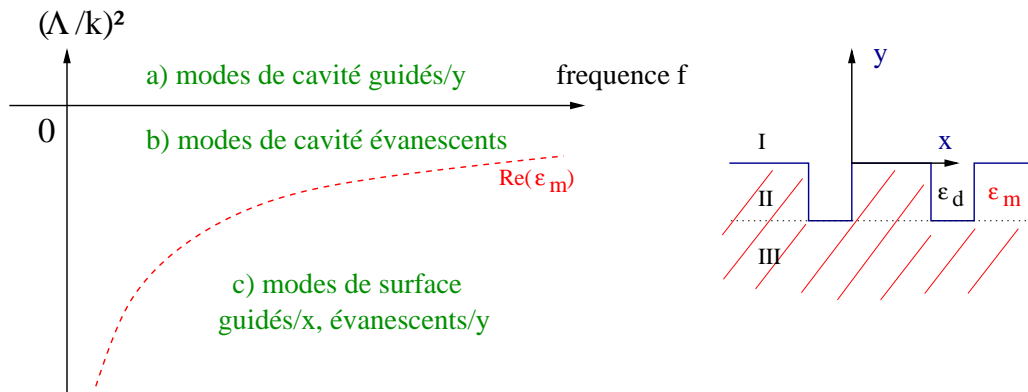 (Λ/k)²
a) modes de cavité guidés/y
frequence f
0
b) modes de cavité évanescents
Re(ε_m)
c) modes de surface
guidés/x, évanescents/y
y
I
x
II
ε_d
ε_m
III